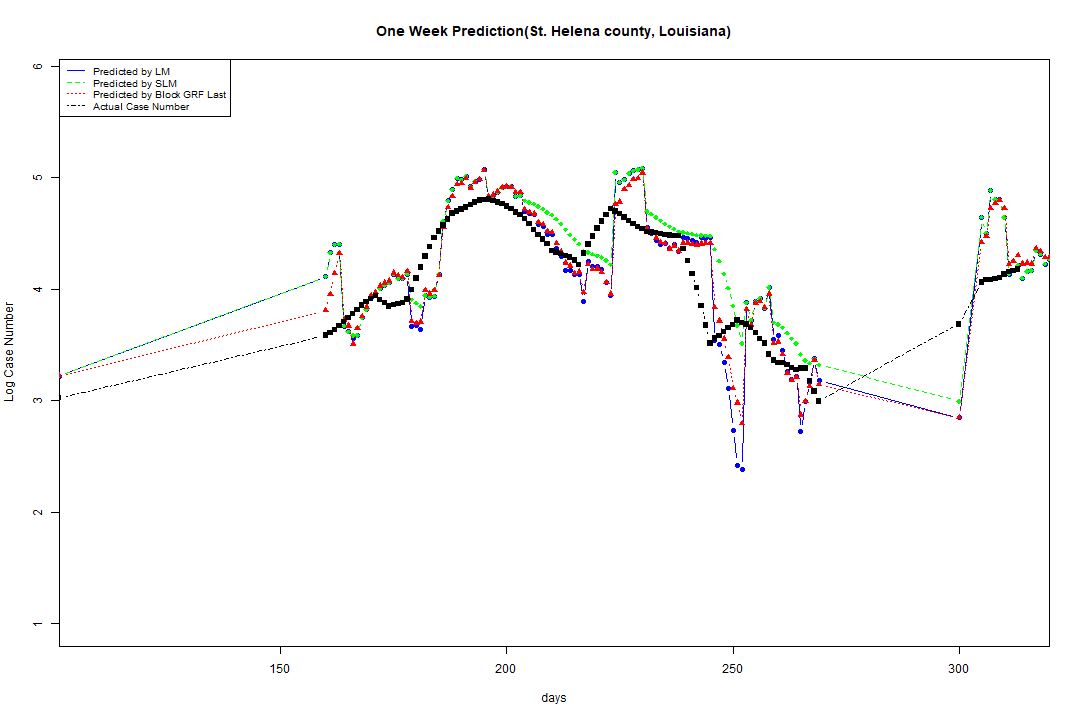 One Week Prediction(St. Helena county, Louisiana)
Predicted by LM
Predicted by SLM
Predicted by Block GRF Last
Actual Case Number
6
5
4
3
2
1
Log Case Number
150 200 250 300
days